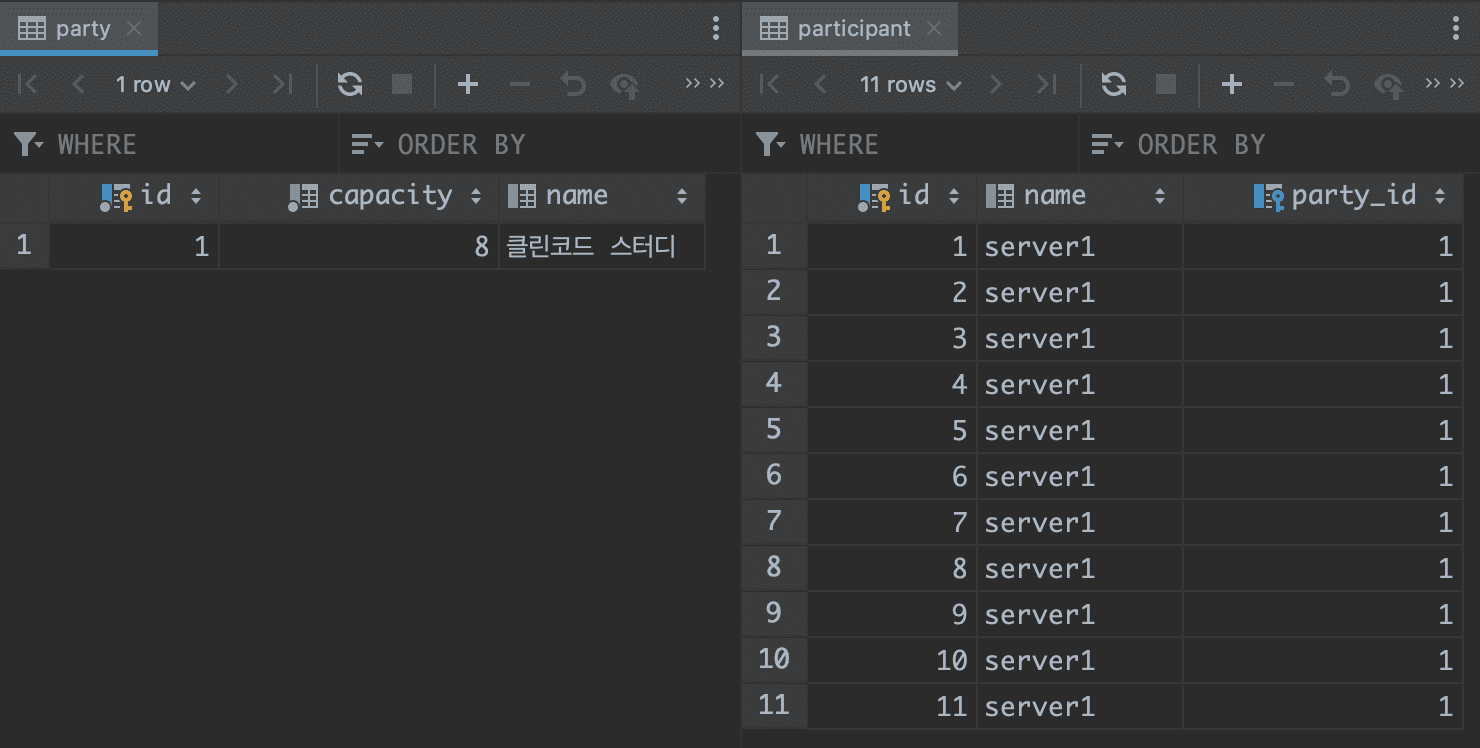 party participant
1 row 11 rows
WHERE ORDER BY WHERE ORDER BY
id capacity name id name party_id
1 1 8 클린코드 스터디 1 1 server1 1
2 2 server1 1
3 3 server1 1
4 4 server1 1
5 5 server1 1
6 6 server1 1
7 7 server1 1
8 8 server1 1
9 9 server1 1
10 10 server1 1
11 11 server1 1